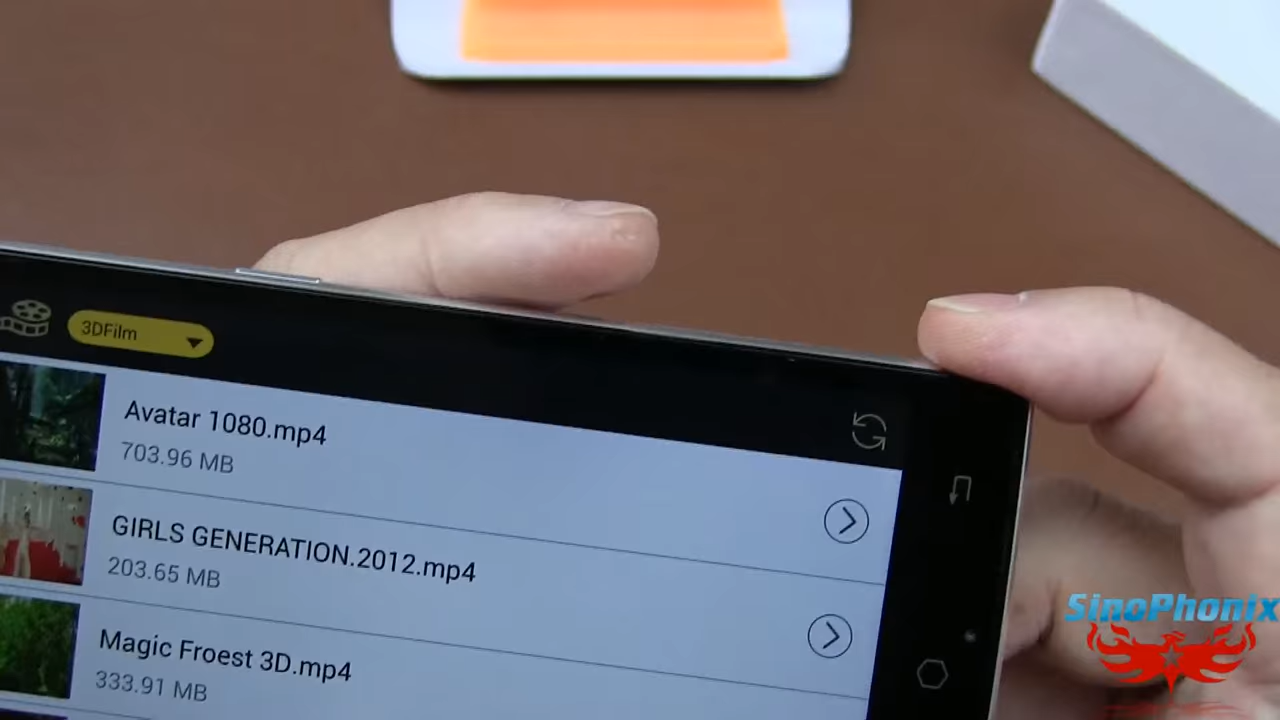 3DFilm
Avatar 1080.mp4
703.96 MB
GIRLS GENERATION.2012.mp4
203.65 MB
Magic Froest 3D.mp4
333.91 MB
SinoPhonix